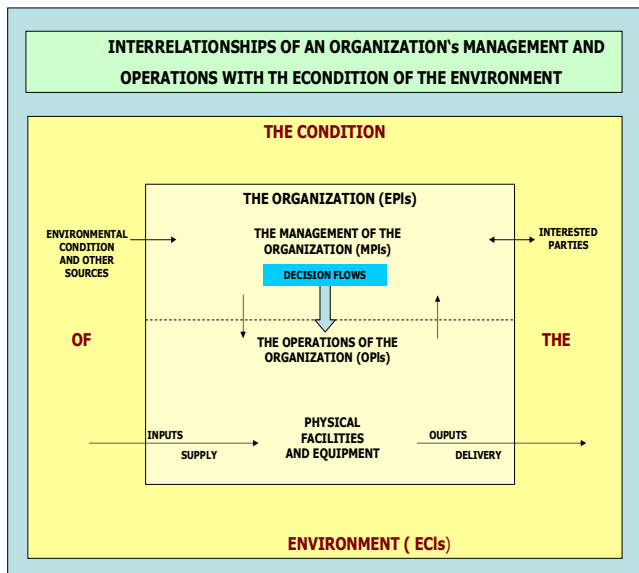 INTERRELATIONSHIPS OF AN ORGANIZATION‘s MANAGEMENT AND
OPERATIONS WITH TH ECONDITION OF THE ENVIRONMENT
THE CONDITION
THE ORGANIZATION (EPIs)
ENVIRONMENTAL
CONDITION
AND OTHER
SOURCES
THE MANAGEMENT OF THE
ORGANIZATION (MPIs)
INTERESTED
PARTIES
DECISION FLOWS
OF
THE OPERATIONS OF THE
ORGANIZATION (OPIs)
THE
INPUTS
SUPPLY
PHYSICAL
FACILITIES
AND EQUIPMENT
OUPUTS
DELIVERY
ENVIRONMENT ( ECIs)